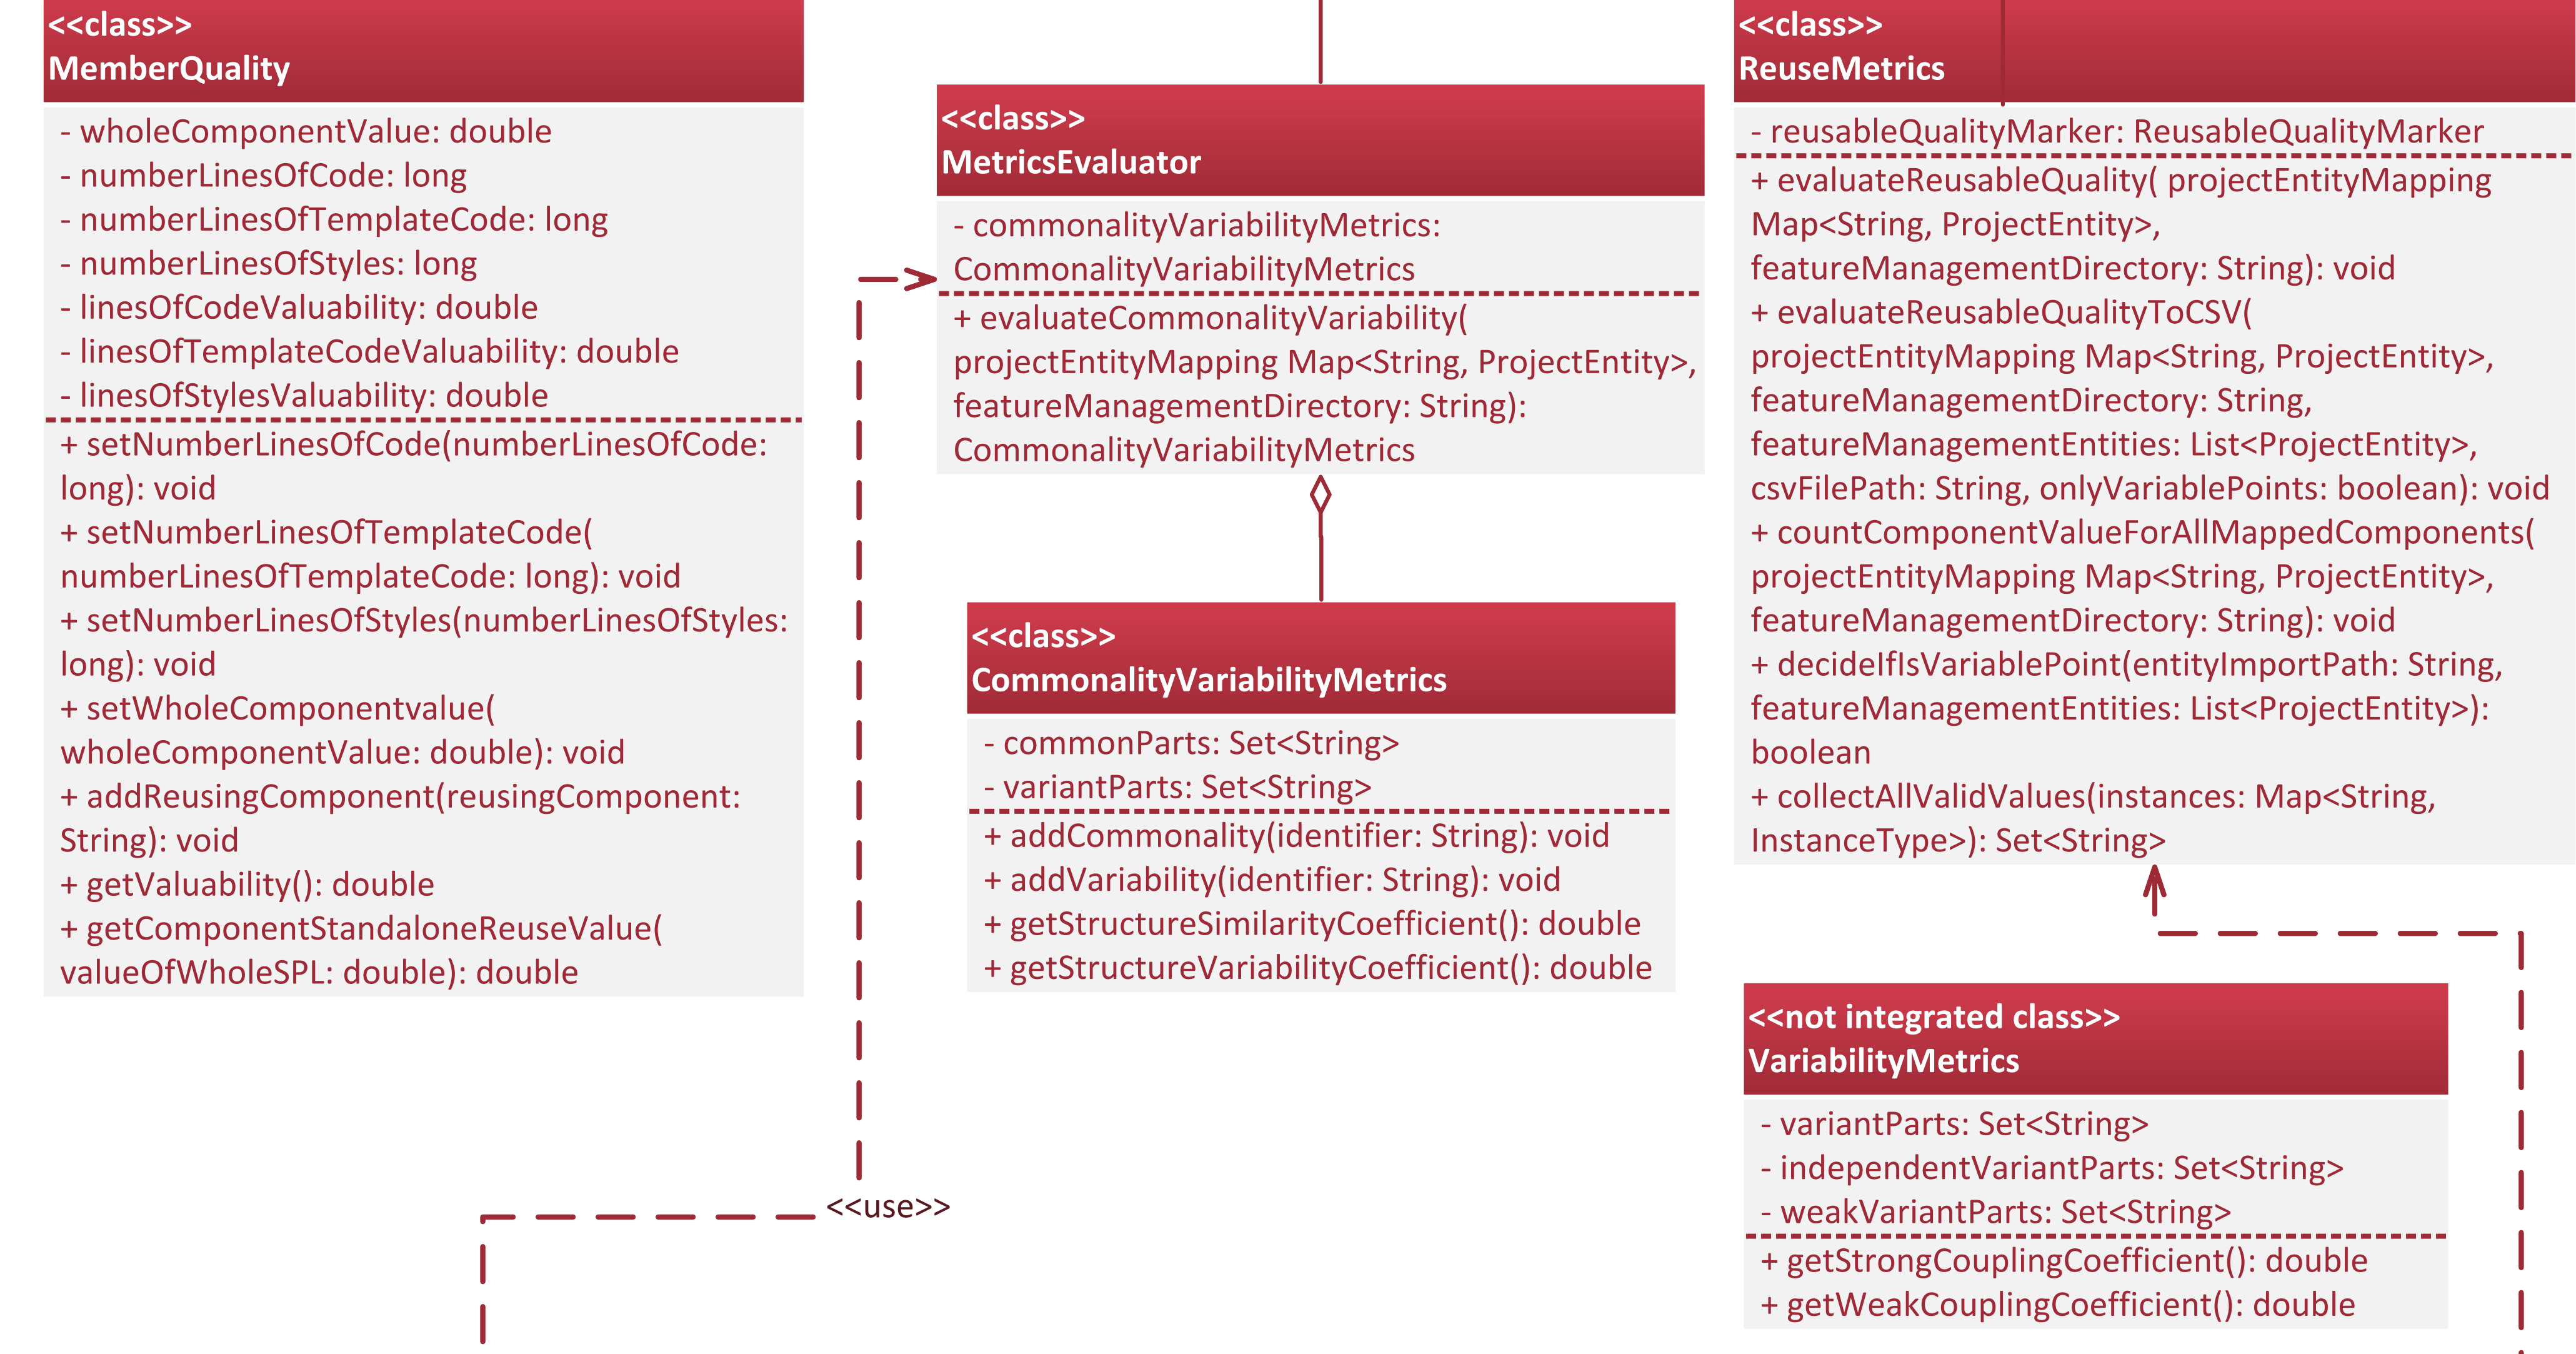 <<class>>
MemberQuality
- wholeComponentValue: double
- numberLinesOfCode: long
- numberLinesOfTemplateCode: long
- numberLinesOfStyles: long
- linesOfCodeValuability: double
- linesOfTemplateCodeValuability: double
- linesOfStylesValuability: double
+ setNumberLinesOfCode(numberLinesOfCode:
long): void
+ setNumberLinesOfTemplateCode(
numberLinesOfTemplateCode: long): void
+ setNumberLinesOfStyles(numberLinesOfStyles:
long): void
+ setWholeComponentvalue(
wholeComponentValue: double): void
+ addReusingComponent(reusingComponent:
String): void
+ getValuability(): double
+ getComponentStandaloneReuseValue(
valueOfWholeSPL: double): double
<<class>>
MetricsEvaluator
- commonalityVariabilityMetrics:
CommonalityVariabilityMetrics
+ evaluateCommonalityVariability(
projectEntityMapping Map<String, ProjectEntity>,
featureManagementDirectory: String):
CommonalityVariabilityMetrics
<<class>>
CommonalityVariabilityMetrics
- commonParts: Set<String>
- variantParts: Set<String>
+ addCommonality(identifier: String): void
+ addVariability(identifier: String): void
+ getStructureSimilarityCoefficient(): double
+ getStructureVariabilityCoefficient(): double
<<use>>
<<class>>
ReuseMetrics
- reusableQualityMarker: ReusableQualityMarker
+ evaluateReusableQuality( projectEntityMapping
Map<String, ProjectEntity>,
featureManagementDirectory: String): void
+ evaluateReusableQualityToCSV(
projectEntityMapping Map<String, ProjectEntity>,
featureManagementDirectory: String,
featureManagementEntities: List<ProjectEntity>,
csvFilePath: String, onlyVariablePoints: boolean): void
+ countComponentValueForAllMappedComponents(
projectEntityMapping Map<String, ProjectEntity>,
featureManagementDirectory: String): void
+ decideIfIsVariablePoint(entityImportPath: String,
featureManagementEntities: List<ProjectEntity>):
boolean
+ collectAllValidValues(instances: Map<String,
InstanceType>): Set<String>
<<not integrated class>>
VariabilityMetrics
- variantParts: Set<String>
- independentVariantParts: Set<String>
- weakVariantParts: Set<String>
+ getStrongCouplingCoefficient(): double
+ getWeakCouplingCoefficient(): double